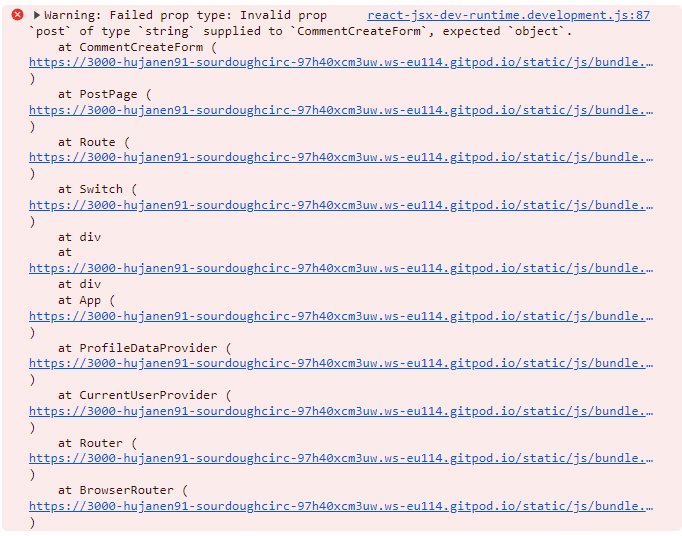 Warning: Failed prop type: Invalid prop react-jsx-dev-runtime.development.js:87
`post` of type `string` supplied to `CommentCreateForm`, expected `object`.
at CommentCreateForm (
https://3000-hujanen91-sourdoughcirc-97h40xcm3uw.ws-eu114.gitpod.io/static/js/bundle.…
)
at PostPage (
https://3000-hujanen91-sourdoughcirc-97h40xcm3uw.ws-eu114.gitpod.io/static/js/bundle.…
)
at Route (
https://3000-hujanen91-sourdoughcirc-97h40xcm3uw.ws-eu114.gitpod.io/static/js/bundle.…
)
at Switch (
https://3000-hujanen91-sourdoughcirc-97h40xcm3uw.ws-eu114.gitpod.io/static/js/bundle.…
)
at div
at
https://3000-hujanen91-sourdoughcirc-97h40xcm3uw.ws-eu114.gitpod.io/static/js/bundle.…
at div
at App (
https://3000-hujanen91-sourdoughcirc-97h40xcm3uw.ws-eu114.gitpod.io/static/js/bundle.…
)
at ProfileDataProvider (
https://3000-hujanen91-sourdoughcirc-97h40xcm3uw.ws-eu114.gitpod.io/static/js/bundle.…
)
at CurrentUserProvider (
https://3000-hujanen91-sourdoughcirc-97h40xcm3uw.ws-eu114.gitpod.io/static/js/bundle.…
)
at Router (
https://3000-hujanen91-sourdoughcirc-97h40xcm3uw.ws-eu114.gitpod.io/static/js/bundle.…
)
at BrowserRouter (
https://3000-hujanen91-sourdoughcirc-97h40xcm3uw.ws-eu114.gitpod.io/static/js/bundle.…
)